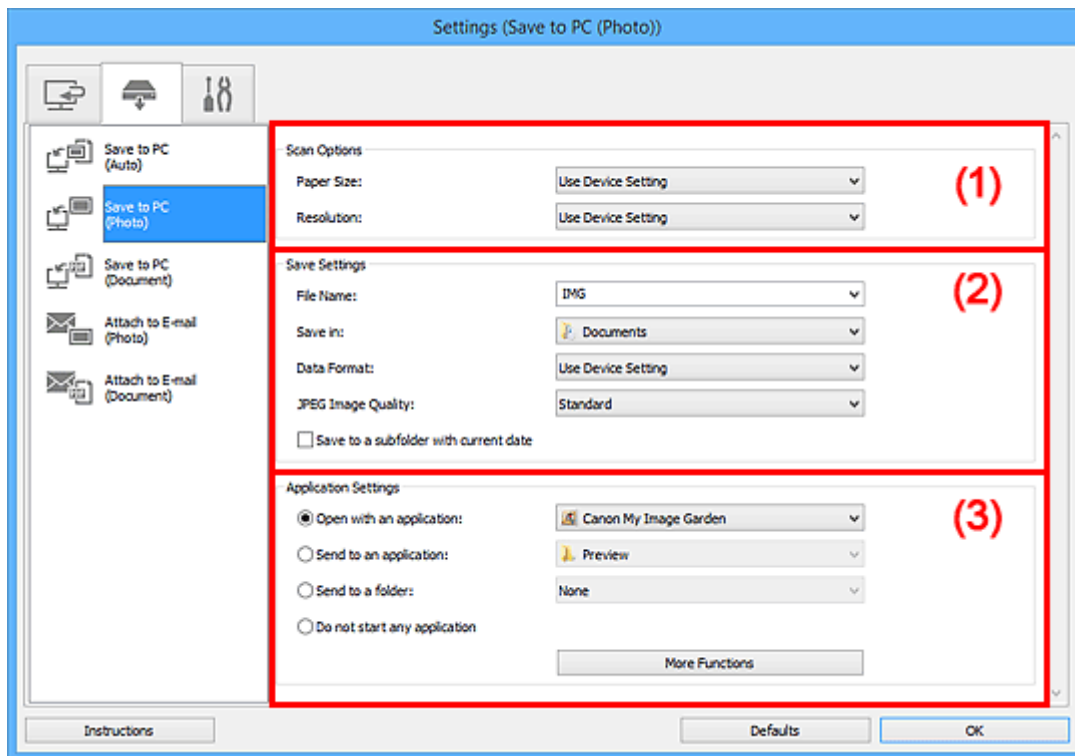 Settings (Save to PC (Photo))
Save to PC
(Auto)
Save to PC
(Photo)
Save to PC
(Document)
Attach to E-mail
(Photo)
Attach to E-mail
(Document)
Scan Options
(1)
Paper Size: Use Device Setting
Resolution: Use Device Setting
Save Settings
(2)
File Name: IMG
Save in: Documents
Data Format: Use Device Setting
JPEG Image Quality: Standard
Save to a subfolder with current date
Application Settings
(3)
Open with an application: Canon My Image Garden
Send to an application: Preview
Send to a folder: None
Do not start any application
More Functions
Instructions Defaults OK